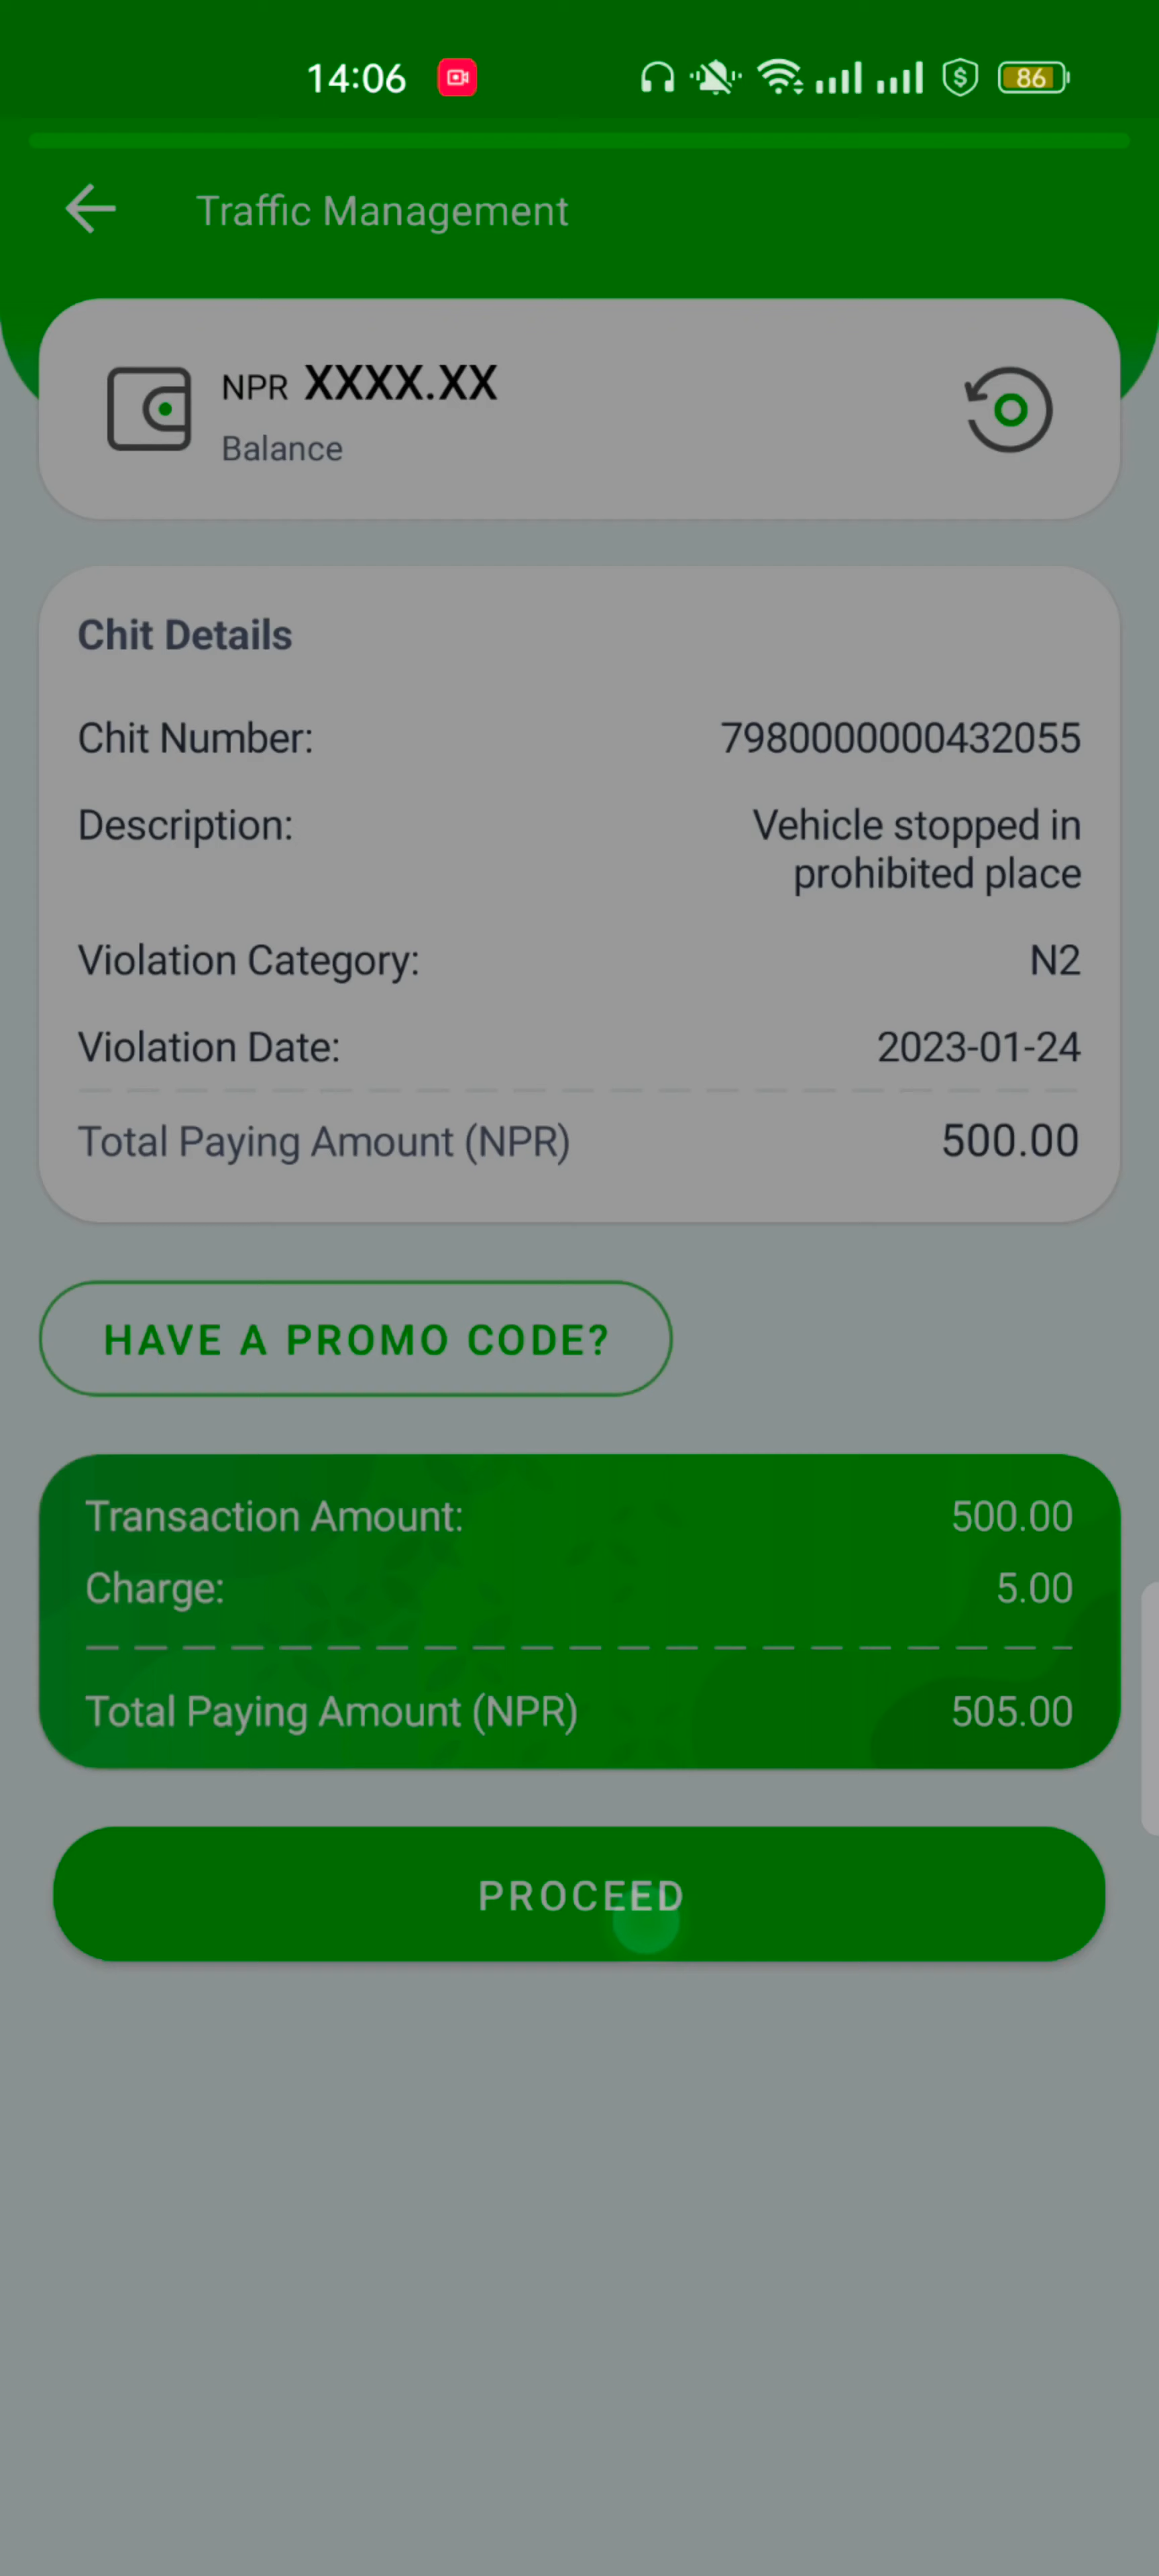 14:06
86
Traffic Management
NPR XXXX.XX
Balance
Chit Details
Chit Number: 7980000000432055
Description: Vehicle stopped in
prohibited place
Violation Category: N2
Violation Date: 2023-01-24
Total Paying Amount (NPR) 500.00
HAVE A PROMO CODE?
Transaction Amount: 500.00
Charge: 5.00
Total Paying Amount (NPR) 505.00
PROCEED